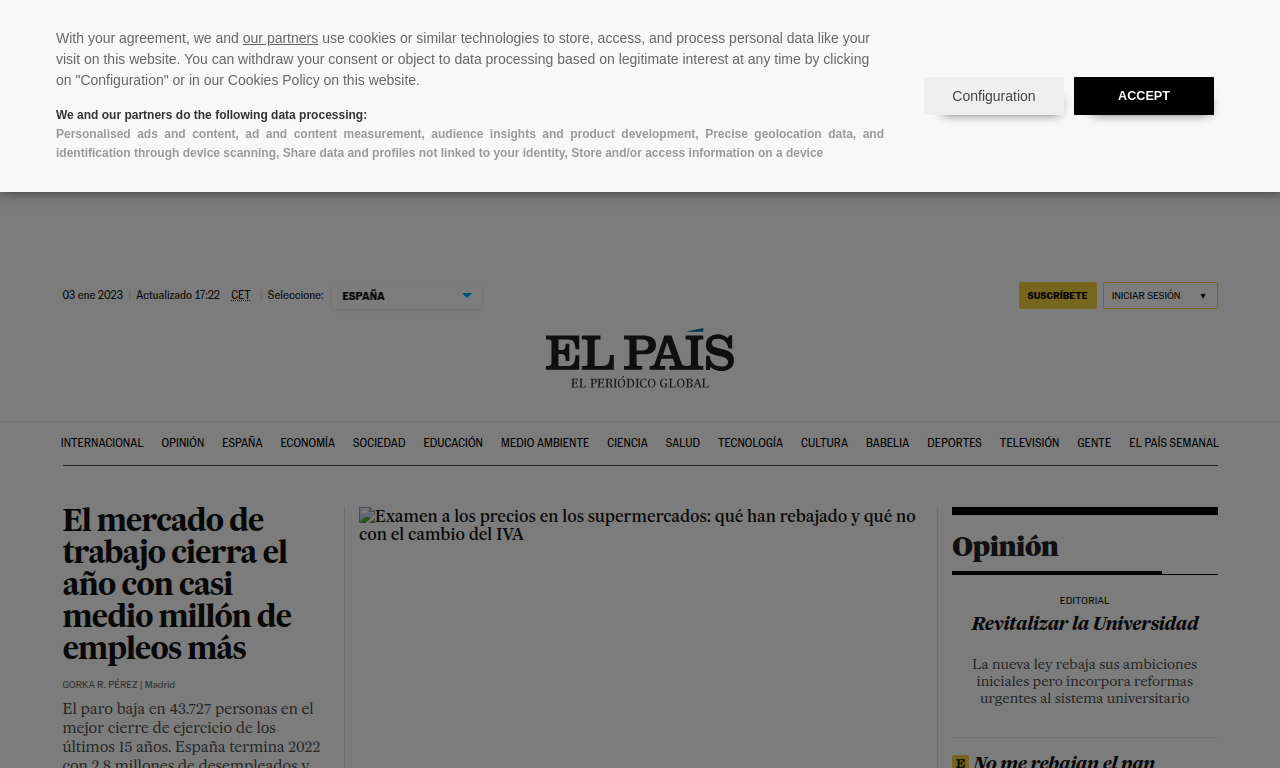 With your agreement, we and our partners use cookies or similar technologies to store, access, and process personal data like your
visit on this website. You can withdraw your consent or object to data processing based on legitimate interest at any time by clicking
on "Configuration" or in our Cookies Policy on this website.
We and our partners do the following data processing:
Personalised ads and content, ad and content measurement, audience insights and product development, Precise geolocation data, and
identification through device scanning, Share data and profiles not linked to your identity, Store and/or access information on a device
Configuration
ACCEPT
03 ene 2023 | Actualizado 17:22 CET | Seleccione: ESPAÑA
SUSCRÍBETE
INICIAR SESIÓN
EL PAÍS
EL PERIÓDICO GLOBAL
INTERNACIONAL OPINIÓN ESPAÑA ECONOMÍA SOCIEDAD EDUCACIÓN MEDIO AMBIENTE CIENCIA SALUD TECNOLOGÍA CULTURA BABELIA DEPORTES TELEVISIÓN GENTE EL PAÍS SEMANAL
El mercado de
trabajo cierra el
año con casi
medio millón de
empleos más
GORKA R. PÉREZ | Madrid
El paro baja en 43.727 personas en el
mejor cierre de ejercicio de los
últimos 15 años. España termina 2022
con 2,8 millones de desempleados y
Examen a los precios en los supermercados: qué han rebajado y qué no
con el cambio del IVA
Opinión
EDITORIAL
Revitalizar la Universidad
La nueva ley rebaja sus ambiciones
iniciales pero incorpora reformas
urgentes al sistema universitario
E No me rebajan el pan